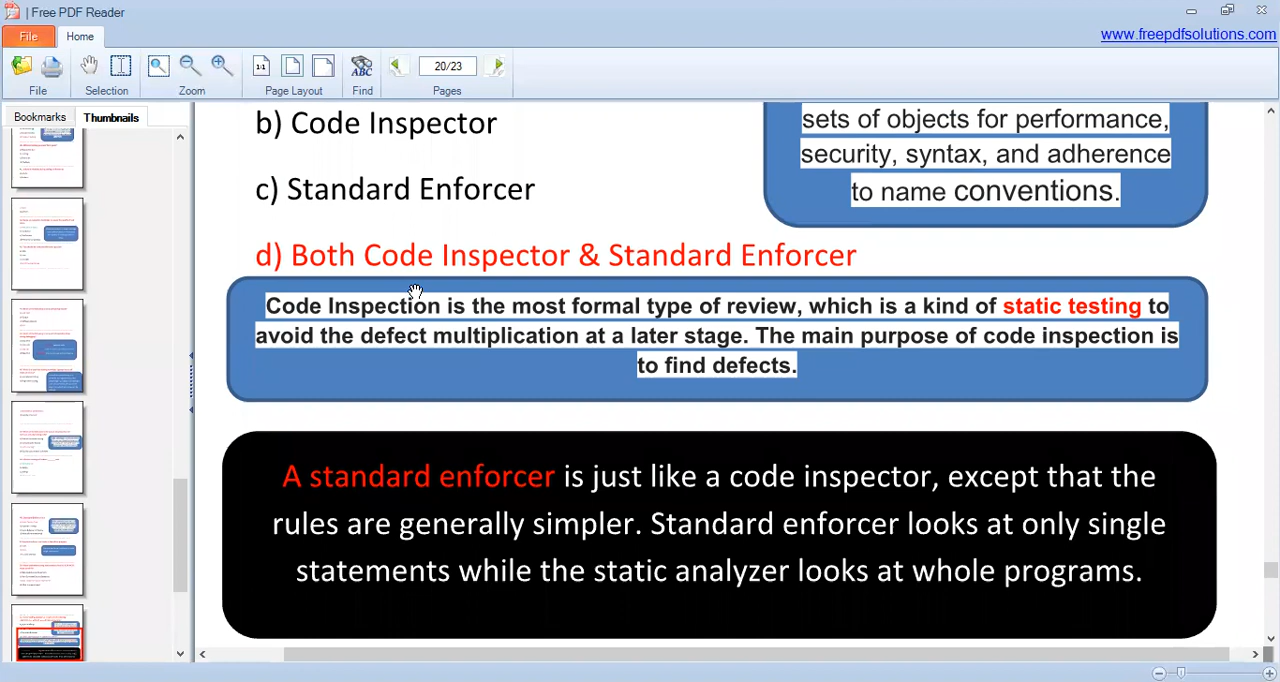 | Free PDF Reader
File
Home
www.freepdfsolutions.com
1:1
ABC
20/23
File
Selection
Zoom
Page Layout
Find
Pages
Bookmarks
Thumbnails
b) Code Inspector
c) Standard Enforcer
d) Both Code Inspector & Standard Enforcer
sets of objects for performance,
security, syntax, and adherence
to name conventions.
Code Inspection is the most formal type of review, which is a kind of static testing to
avoid the defect multiplication at a later stage. The main purpose of code inspection is
to find defects.
A standard enforcer is just like a code inspector, except that the
rules are generally simpler. Standard enforcer looks at only single
statements while the static analyzer looks at whole programs.